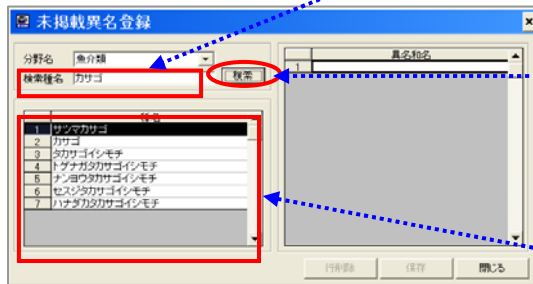 未掲載異名登録
分野名 魚介類
検索種名 カサゴ
検索
種名
1 サツマカサゴ
2 カサゴ
3 タカサゴイシモチ
4 トゲナガタカサゴイシモチ
5 ナンヨウタカサゴイシモチ
6 セスジタカサゴイシモチ
7 ハナダカタカサゴイシモチ
異名和名
1
行削除
保存
閉じる